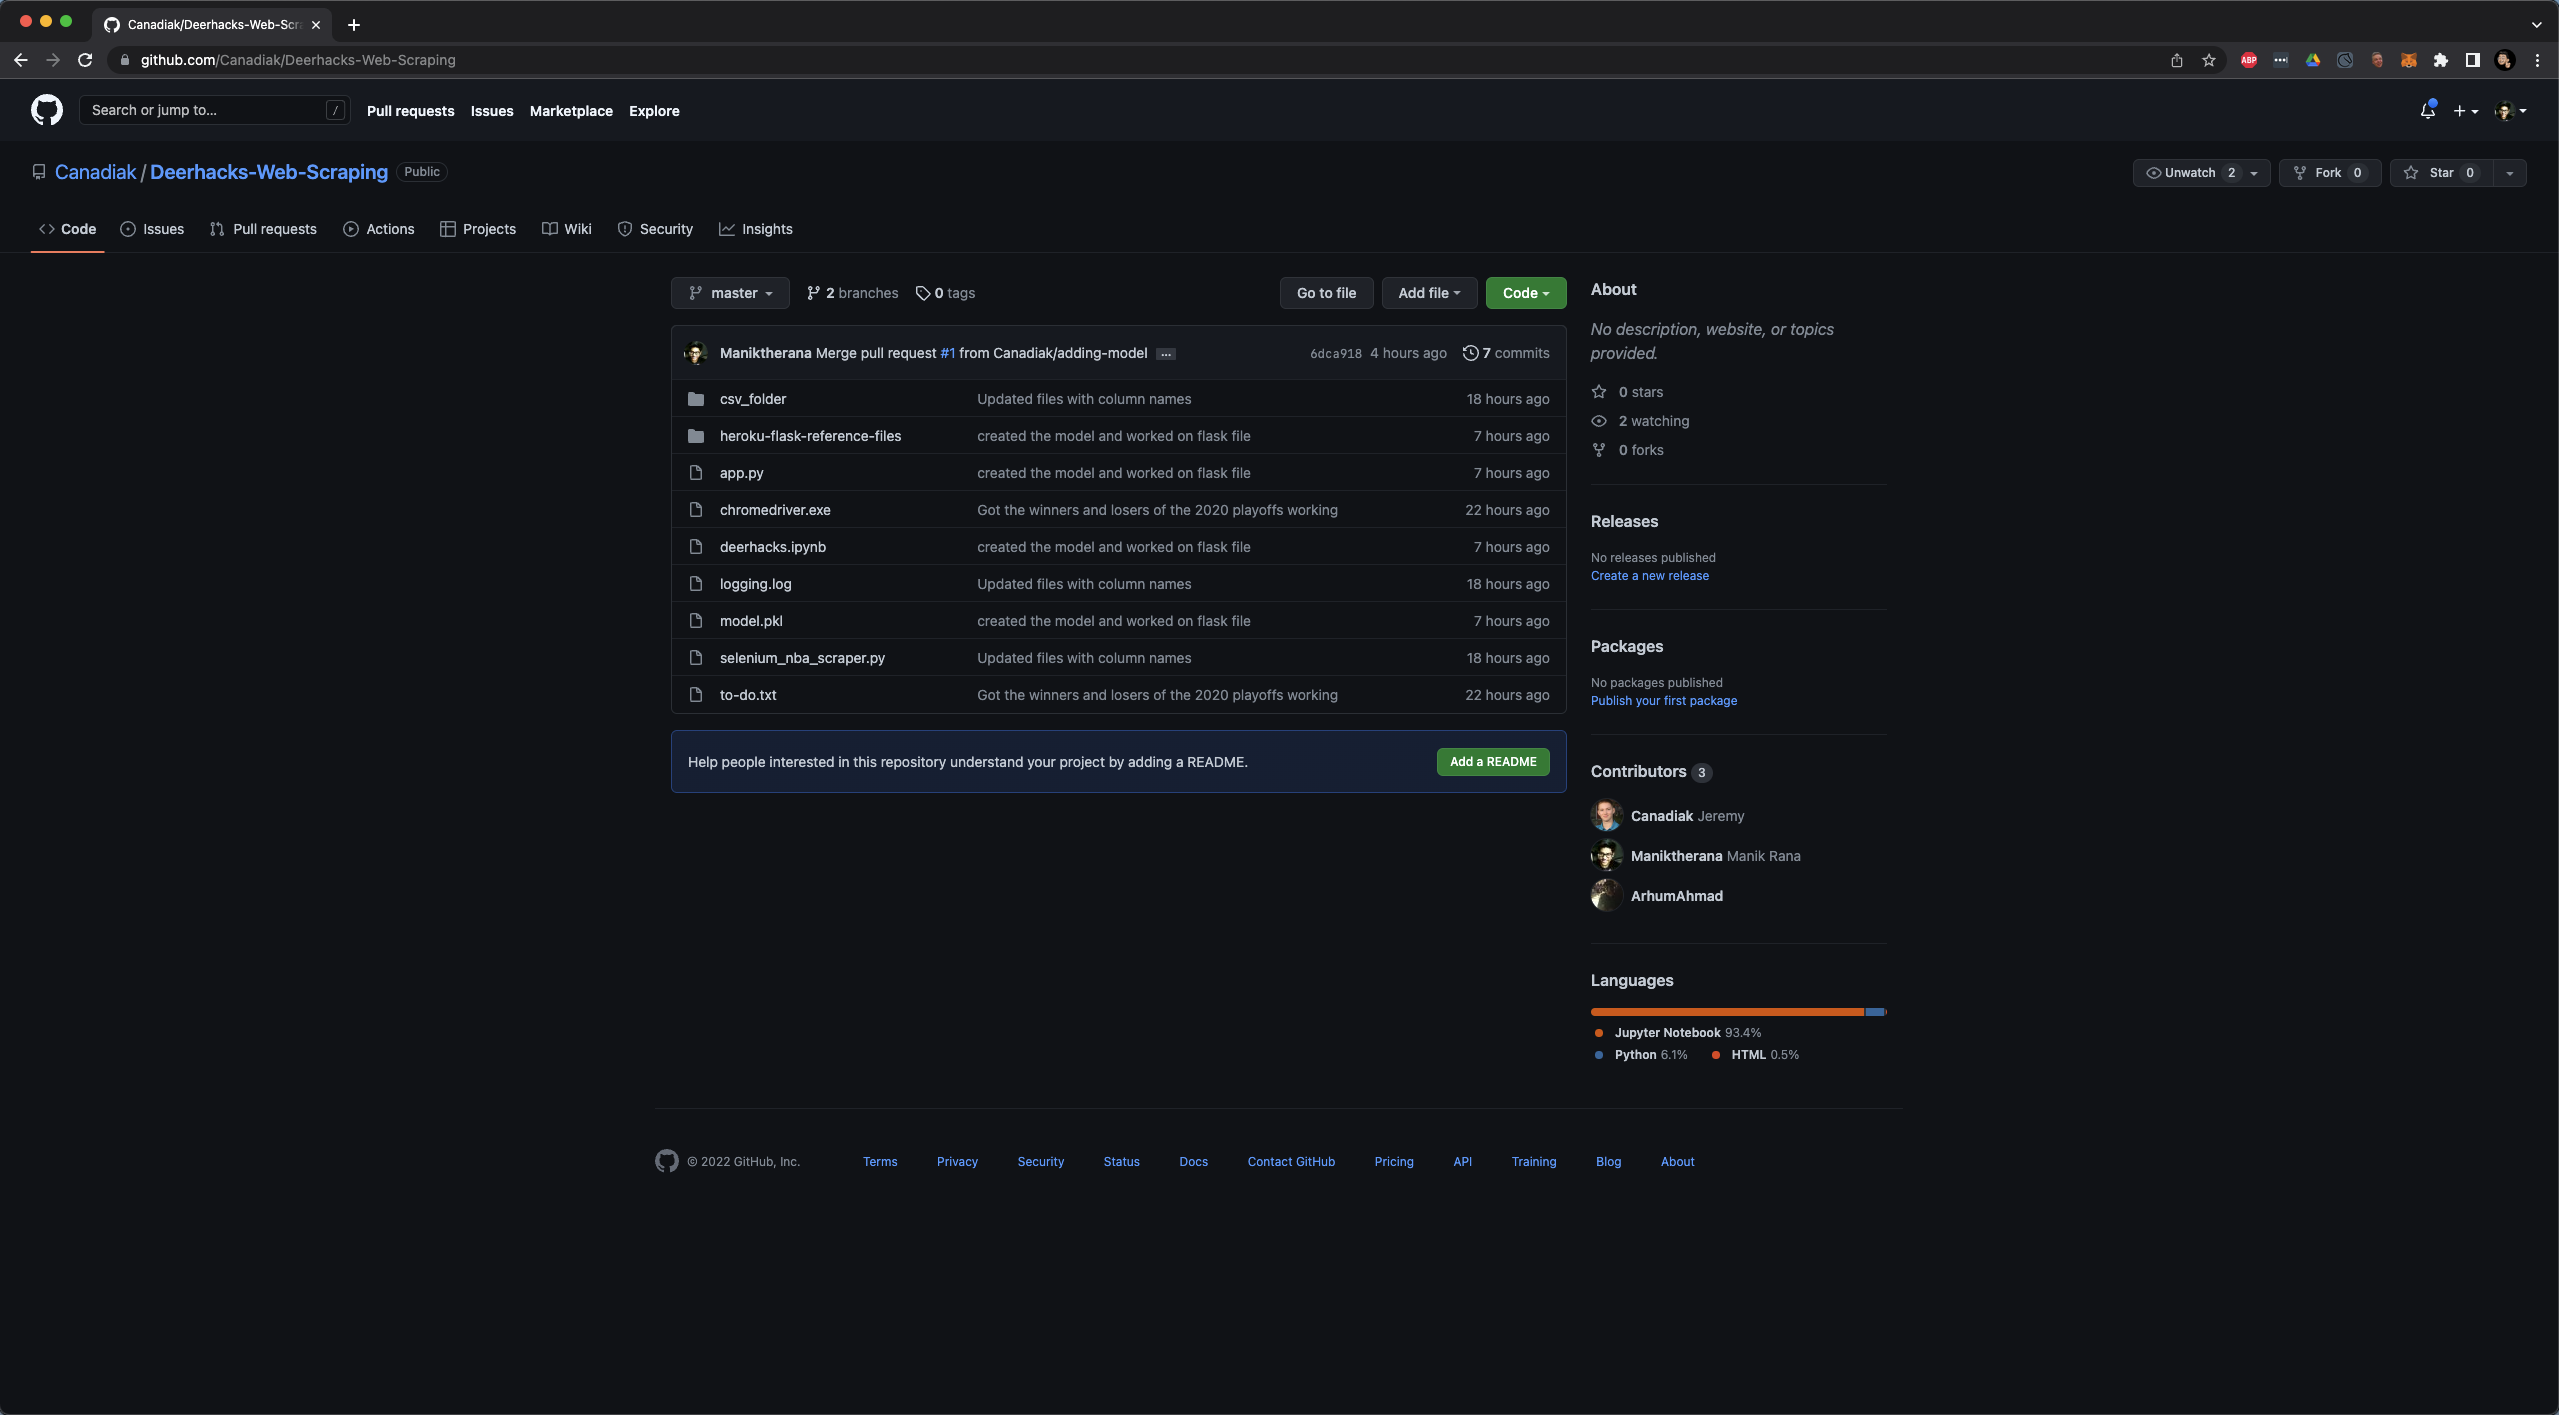 Canadiak/Deerhacks-Web-Scra
github.com/Canadiak/Deerhacks-Web-Scraping
ABP
Search or jump to... /
Pull requests Issues Marketplace Explore
Canadiak / Deerhacks-Web-Scraping Public
Unwatch 2 Fork 0 Star 0
Code Issues Pull requests Actions Projects Wiki Security Insights
master 2 branches 0 tags Go to file Add file Code
Maniktherana Merge pull request #1 from Canadiak/adding-model ... 6dca918 4 hours ago 7 commits
csv_folder Updated files with column names 18 hours ago
heroku-flask-reference-files created the model and worked on flask file 7 hours ago
app.py created the model and worked on flask file 7 hours ago
chromedriver.exe Got the winners and losers of the 2020 playoffs working 22 hours ago
deerhacks.ipynb created the model and worked on flask file 7 hours ago
logging.log Updated files with column names 18 hours ago
model.pkl created the model and worked on flask file 7 hours ago
selenium_nba_scraper.py Updated files with column names 18 hours ago
to-do.txt Got the winners and losers of the 2020 playoffs working 22 hours ago
Help people interested in this repository understand your project by adding a README. Add a README
About
No description, website, or topics
provided.
0 stars
2 watching
0 forks
Releases
No releases published
Create a new release
Packages
No packages published
Publish your first package
Contributors 3
Canadiak Jeremy
Maniktherana Manik Rana
ArhumAhmad
Languages
Jupyter Notebook 93.4%
Python 6.1% HTML 0.5%
© 2022 GitHub, Inc. Terms Privacy Security Status Docs Contact GitHub Pricing API Training Blog About